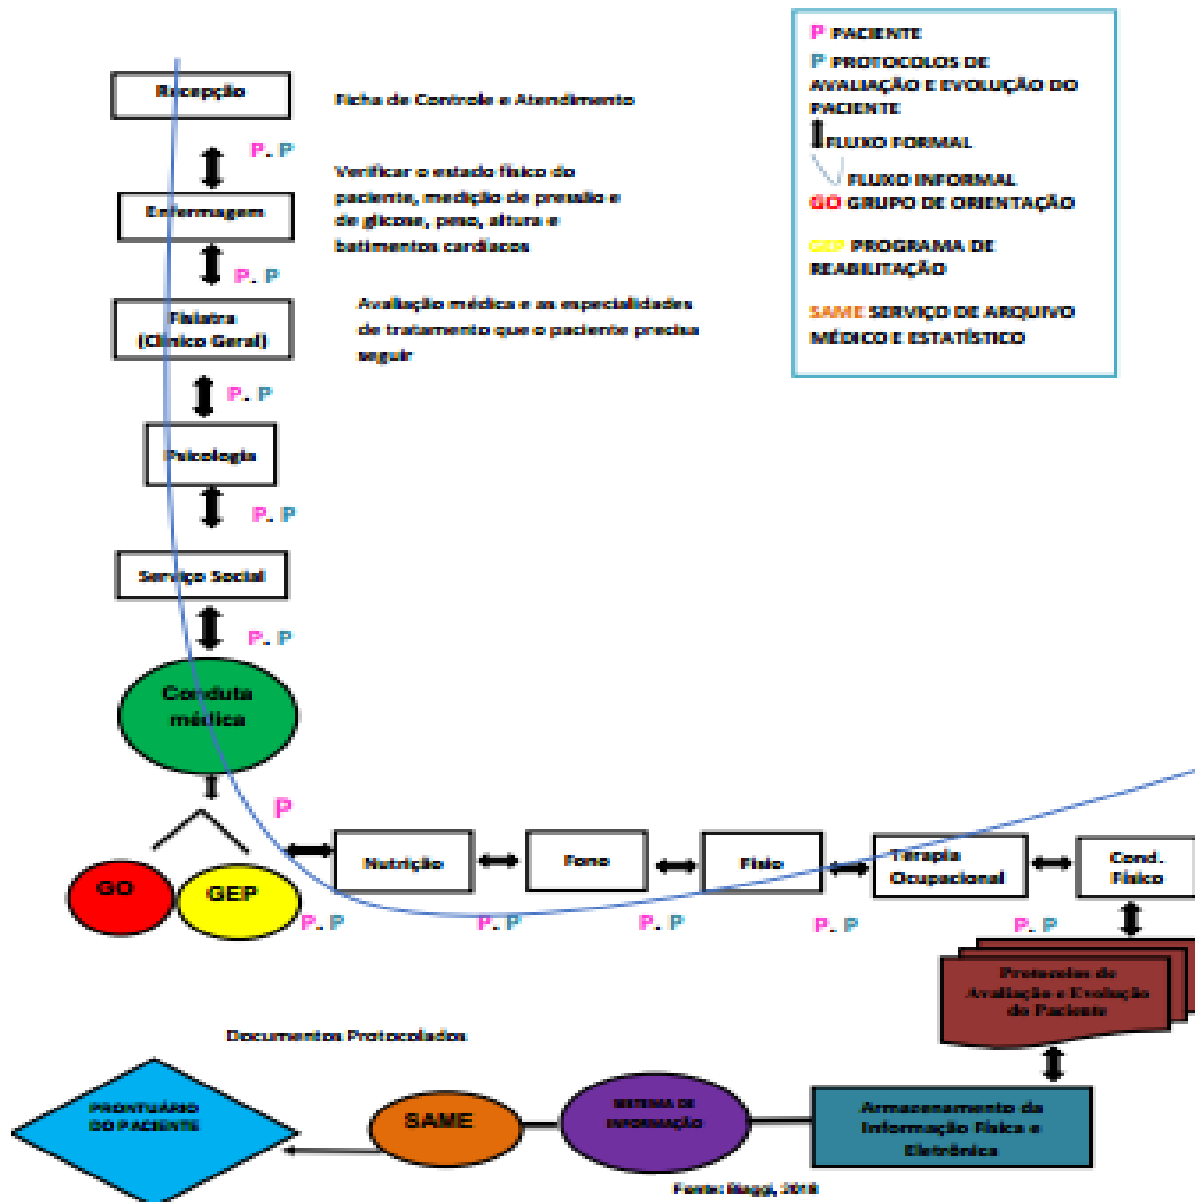 Recepção
Ficha de Controle e Atendimento
P. P
Enfermagem
Verificar o estado físico do
paciente, medição de pressão e
de glicose, peso, altura e
batimentos cardíacos
P. P
Fisiatra
(Clínico Geral)
Avaliação médica e as especialidades
de tratamento que o paciente precisa
seguir
P. P
Psicologia
P. P
Serviço Social
P. P
Conduta
médica
P
GO
GEP
Nutrição
Fono
Fisio
Terapia
Ocupacional
Cond.
Físico
P. P
P. P
P. P
P. P
P. P
Protocolos de
Avaliação e Evolução
do Paciente
Documentos Protocolados
PRONTUÁRIO
DO PACIENTE
SAME
SISTEMA DE
INFORMAÇÃO
Armazenamento da
Informação Física e
Eletrônica
Fonte: Biaggi, 2018
P PACIENTE
P PROTOCOLOS DE
AVALIAÇÃO E EVOLUÇÃO DO
PACIENTE
FLUXO FORMAL
FLUXO INFORMAL
GO GRUPO DE ORIENTAÇÃO
GEP PROGRAMA DE
REABILITAÇÃO
SAME SERVIÇO DE ARQUIVO
MÉDICO E ESTATÍSTICO